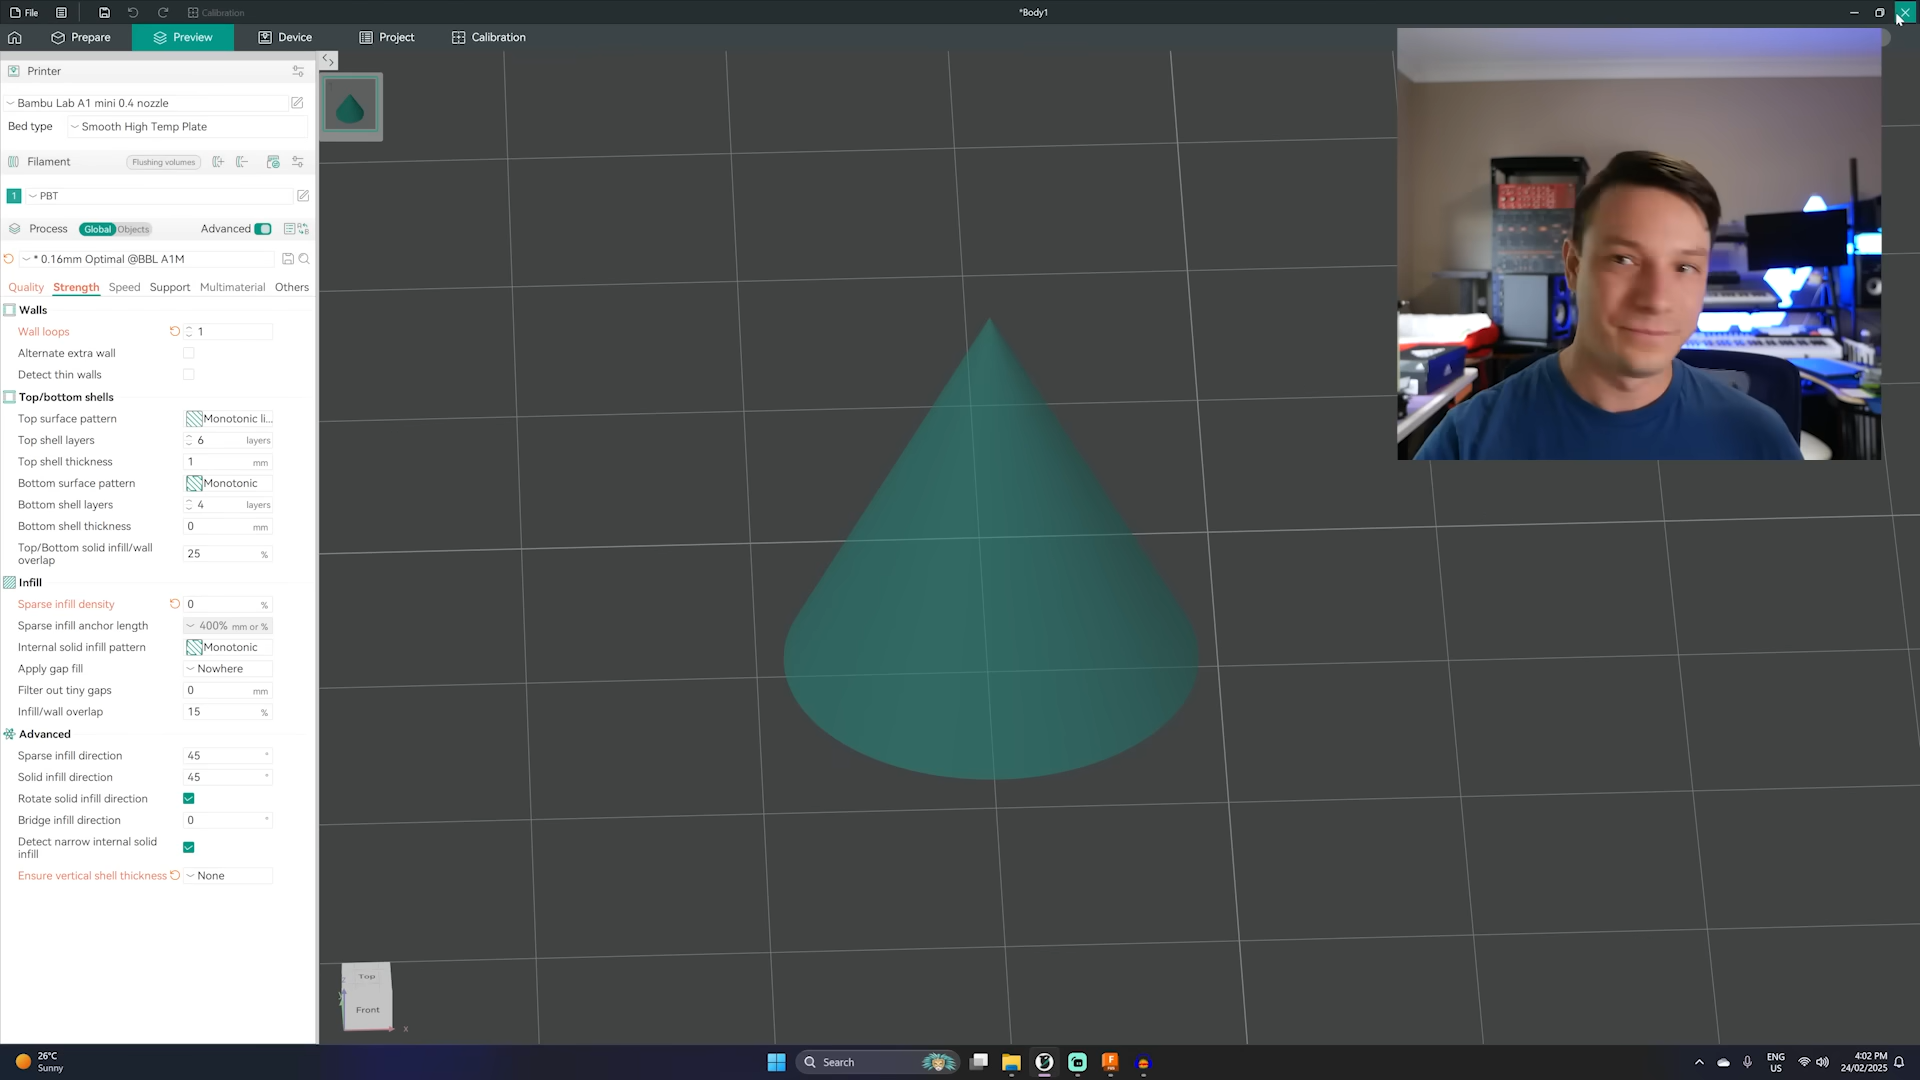 File
Calibration
*Body1
Prepare
Preview
Device
Project
Calibration
Printer
Bambu Lab A1 mini 0.4 nozzle
Bed type
Smooth High Temp Plate
Filament
Flushing volumes
1
PBT
Process
Global
Objects
Advanced
* 0.16mm Optimal @BBL A1M
Quality
Strength
Speed
Support
Multimaterial
Others
Walls
Wall loops
1
Alternate extra wall
Detect thin walls
Top/bottom shells
Top surface pattern
Monotonic li...
Top shell layers
6
layers
Top shell thickness
1
mm
Bottom surface pattern
Monotonic
Bottom shell layers
4
layers
Bottom shell thickness
0
mm
Top/Bottom solid infill/wall
overlap
25
%
Infill
Sparse infill density
0
%
Sparse infill anchor length
400%
mm or %
Internal solid infill pattern
Monotonic
Apply gap fill
Nowhere
Filter out tiny gaps
0
mm
Infill/wall overlap
15
%
Advanced
Sparse infill direction
45
°
Solid infill direction
45
°
Rotate solid infill direction
Bridge infill direction
0
°
Detect narrow internal solid
infill
Ensure vertical shell thickness
None
Top
Front
x
26°C
Sunny
Search
ENG
US
4:02 PM
24/02/2025